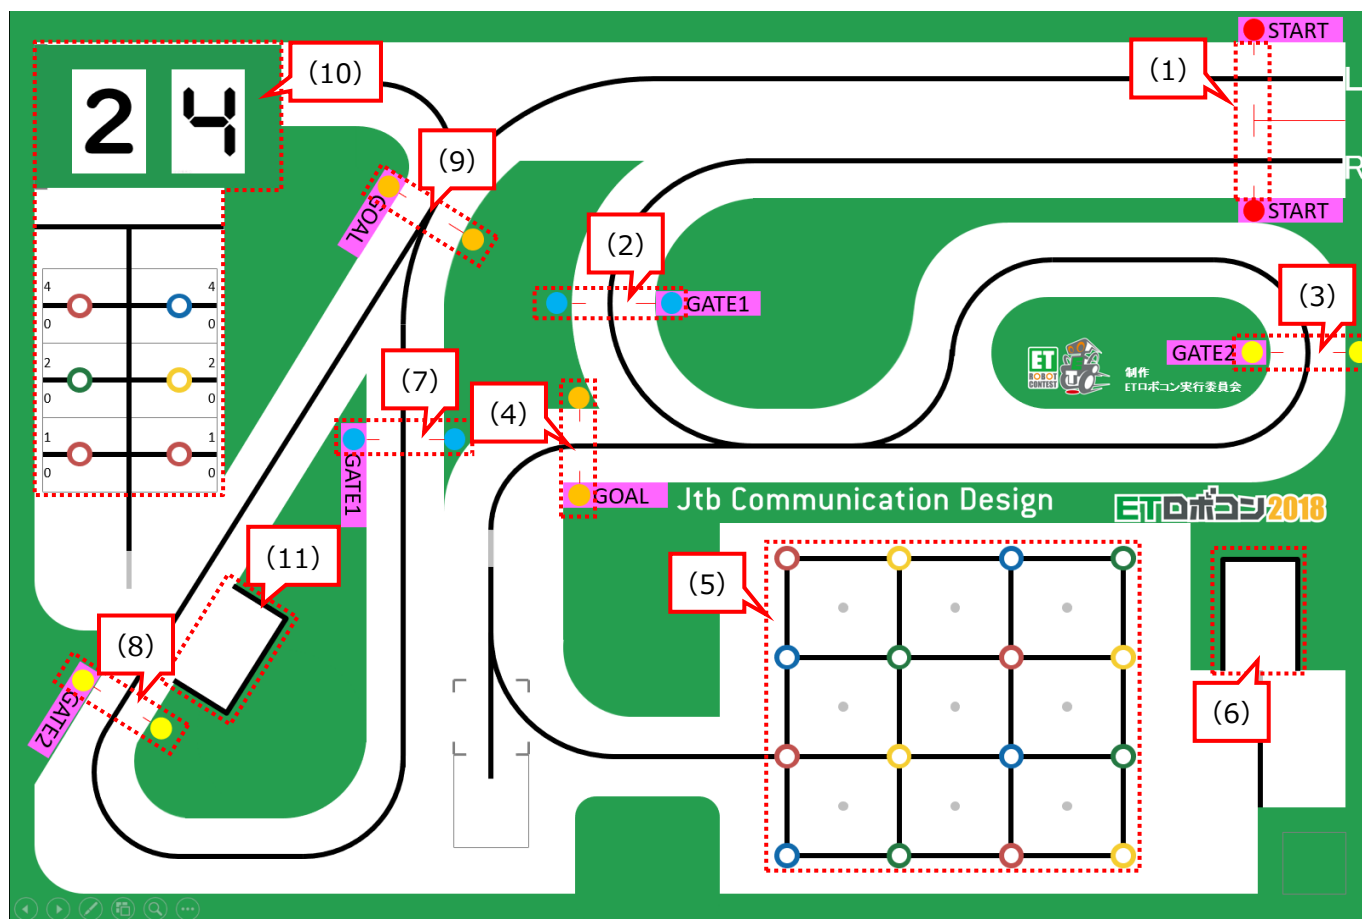 START
L
(1)
(10)
2 4
(9)
R
START
GOAL
(2)
GATE1
(3)
GATE2
ET
ROBOT
CONTEST
制作
ETロボコン実行委員会
4
4
0
0
2
2
0
0
1
1
0
0
(7)
(4)
GATE1
GOAL
Jtb Communication Design
ETロボコン2018
(11)
(5)
(8)
GATE2
(6)